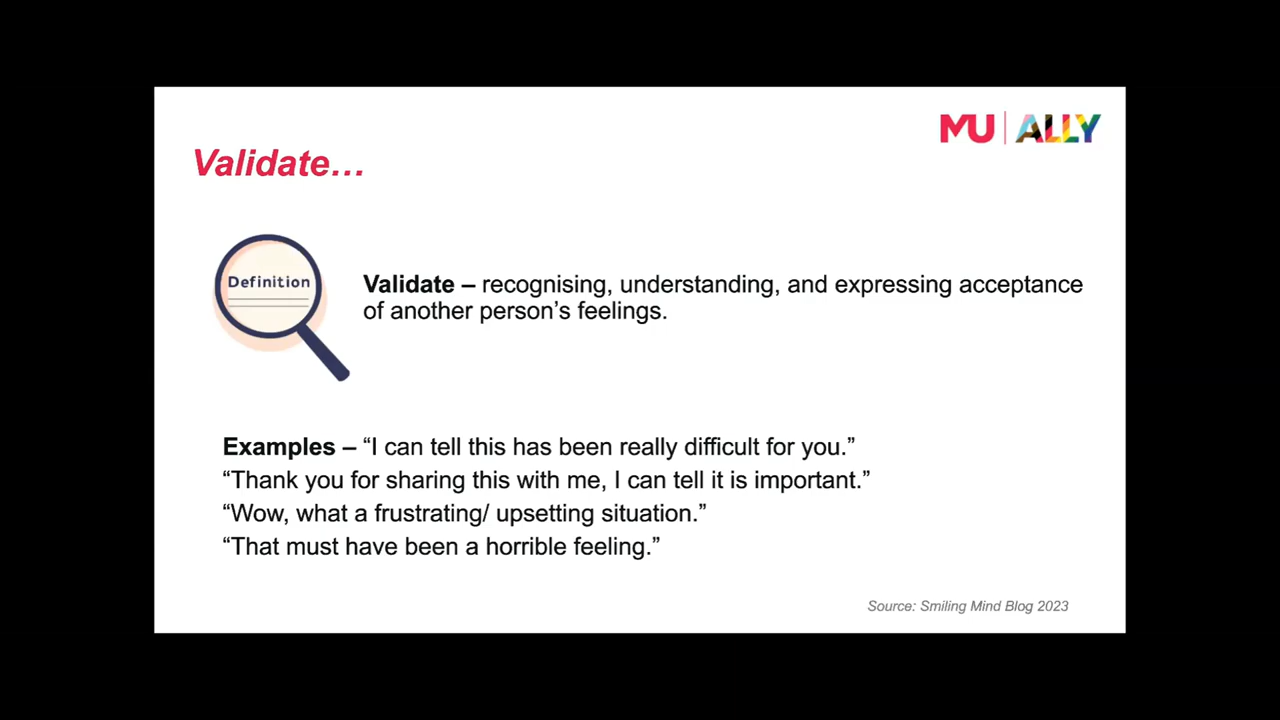 MU | ALLY
Validate…
Definition
Validate – recognising, understanding, and expressing acceptance
of another person’s feelings.
Examples – “I can tell this has been really difficult for you.”
“Thank you for sharing this with me, I can tell it is important.”
“Wow, what a frustrating/ upsetting situation.”
“That must have been a horrible feeling.”
Source: Smiling Mind Blog 2023